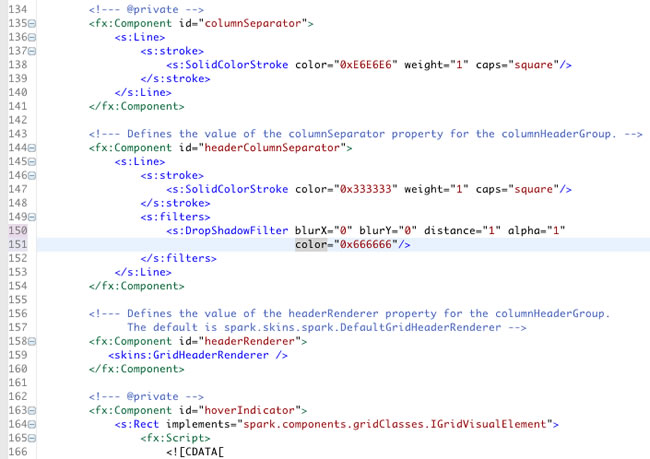 134 <!--- @private -->
135 <fx:Component id="columnSeparator">
136 <s:Line>
137 <s:stroke>
138 <s:SolidColorStroke color="0xE6E6E6" weight="1" caps="square"/>
139 </s:stroke>
140 </s:Line>
141 </fx:Component>
142
143 <!--- Defines the value of the columnSeparator property for the columnHeaderGroup. -->
144 <fx:Component id="headerColumnSeparator">
145 <s:Line>
146 <s:stroke>
147 <s:SolidColorStroke color="0x333333" weight="1" caps="square"/>
148 </s:stroke>
149 <s:filters>
150 <s:DropShadowFilter blurX="0" blurY="0" distance="1" alpha="1"
151 color="0x666666"/>
152 </s:filters>
153 </s:Line>
154 </fx:Component>
155
156 <!--- Defines the value of the headerRenderer property for the columnHeaderGroup.
157 The default is spark.skins.spark.DefaultGridHeaderRenderer -->
158 <fx:Component id="headerRenderer">
159 <skins:GridHeaderRenderer />
160 </fx:Component>
161
162 <!--- @private -->
163 <fx:Component id="hoverIndicator">
164 <s:Rect implements="spark.components.gridClasses.IGridVisualElement">
165 <fx:Script>
166 <![CDATA[